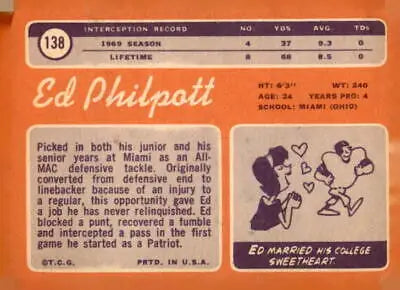 138
INTERCEPTION RECORD NO. YDS. AVG. TDs
1969 SEASON 4 37 9.3 0
LIFETIME 8 68 8.5 0
Ed Philpott
HT: 6'3" WT: 240
AGE: 24 YEARS PRO: 4
SCHOOL: MIAMI (OHIO)
Picked in both his junior and his
senior years at Miami as an All-
MAC defensive tackle. Originally
converted from defensive end to
linebacker bacause of an injury to
a regular, this opportunity gave Ed
a job he has never relinquished. Ed
blocked a punt, recovered a fumble
and intercepted a pass in the first
game he started as a Patriot.
©T.C.G. PRTD. IN U.S.A.
ED MARRIED HIS COLLEGE
SWEETHEART.